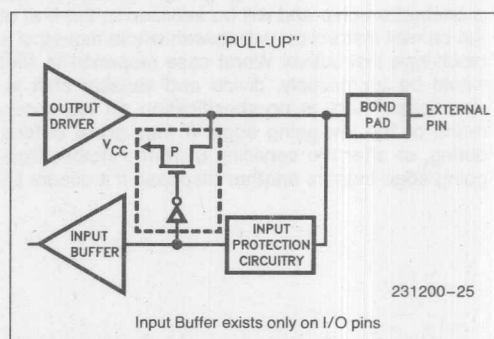 "PULL-UP"
OUTPUT
DRIVER
VCC
P
BOND
PAD
EXTERNAL
PIN
INPUT
BUFFER
INPUT
PROTECTION
CIRCUITRY
231200-25
Input Buffer exists only on I/O pins